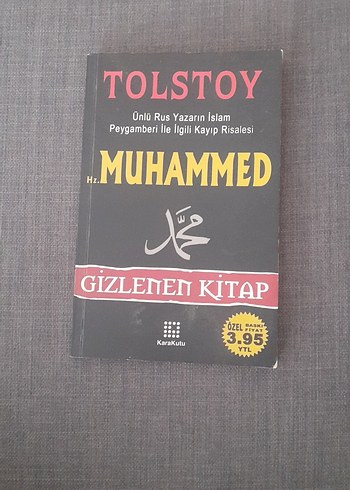 TOLSTOY
Ünlü Rus Yazarın İslam
Peygamberi İle İlgili Kayıp Risalesi
Hz. MUHAMMED
محمد
GİZLENEN KİTAP
ÖZEL BASKI FİYAT
3.95
YTL
KaraKutu